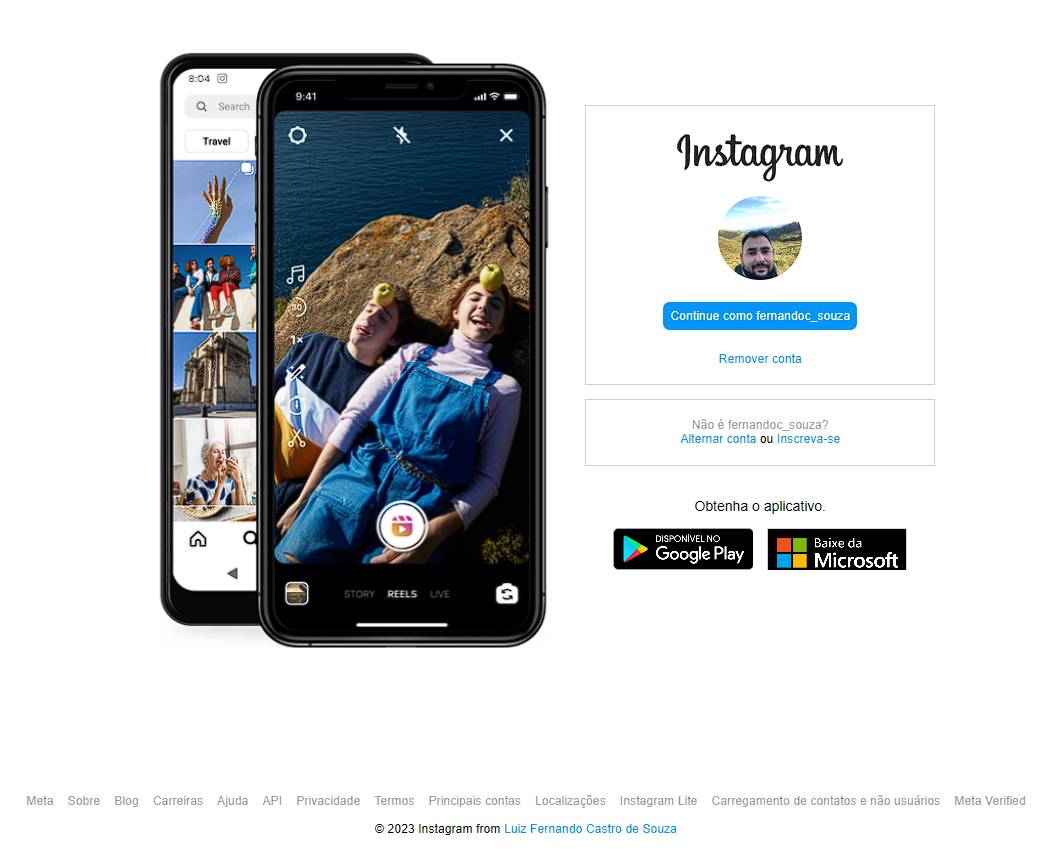 8:04
Search
Travel
9:41
30
1×
STORY REELS LIVE
Instagram
Continue como fernandoc_souza
Remover conta
Não é fernandoc_souza?
Alternar conta ou Inscreva-se
Obtenha o aplicativo.
DISPONÍVEL NO
Google Play
Baixe da
Microsoft
Meta Sobre Blog Carreiras Ajuda API Privacidade Termos Principais contas Localizações Instagram Lite Carregamento de contatos e não usuários Meta Verified
© 2023 Instagram from Luiz Fernando Castro de Souza